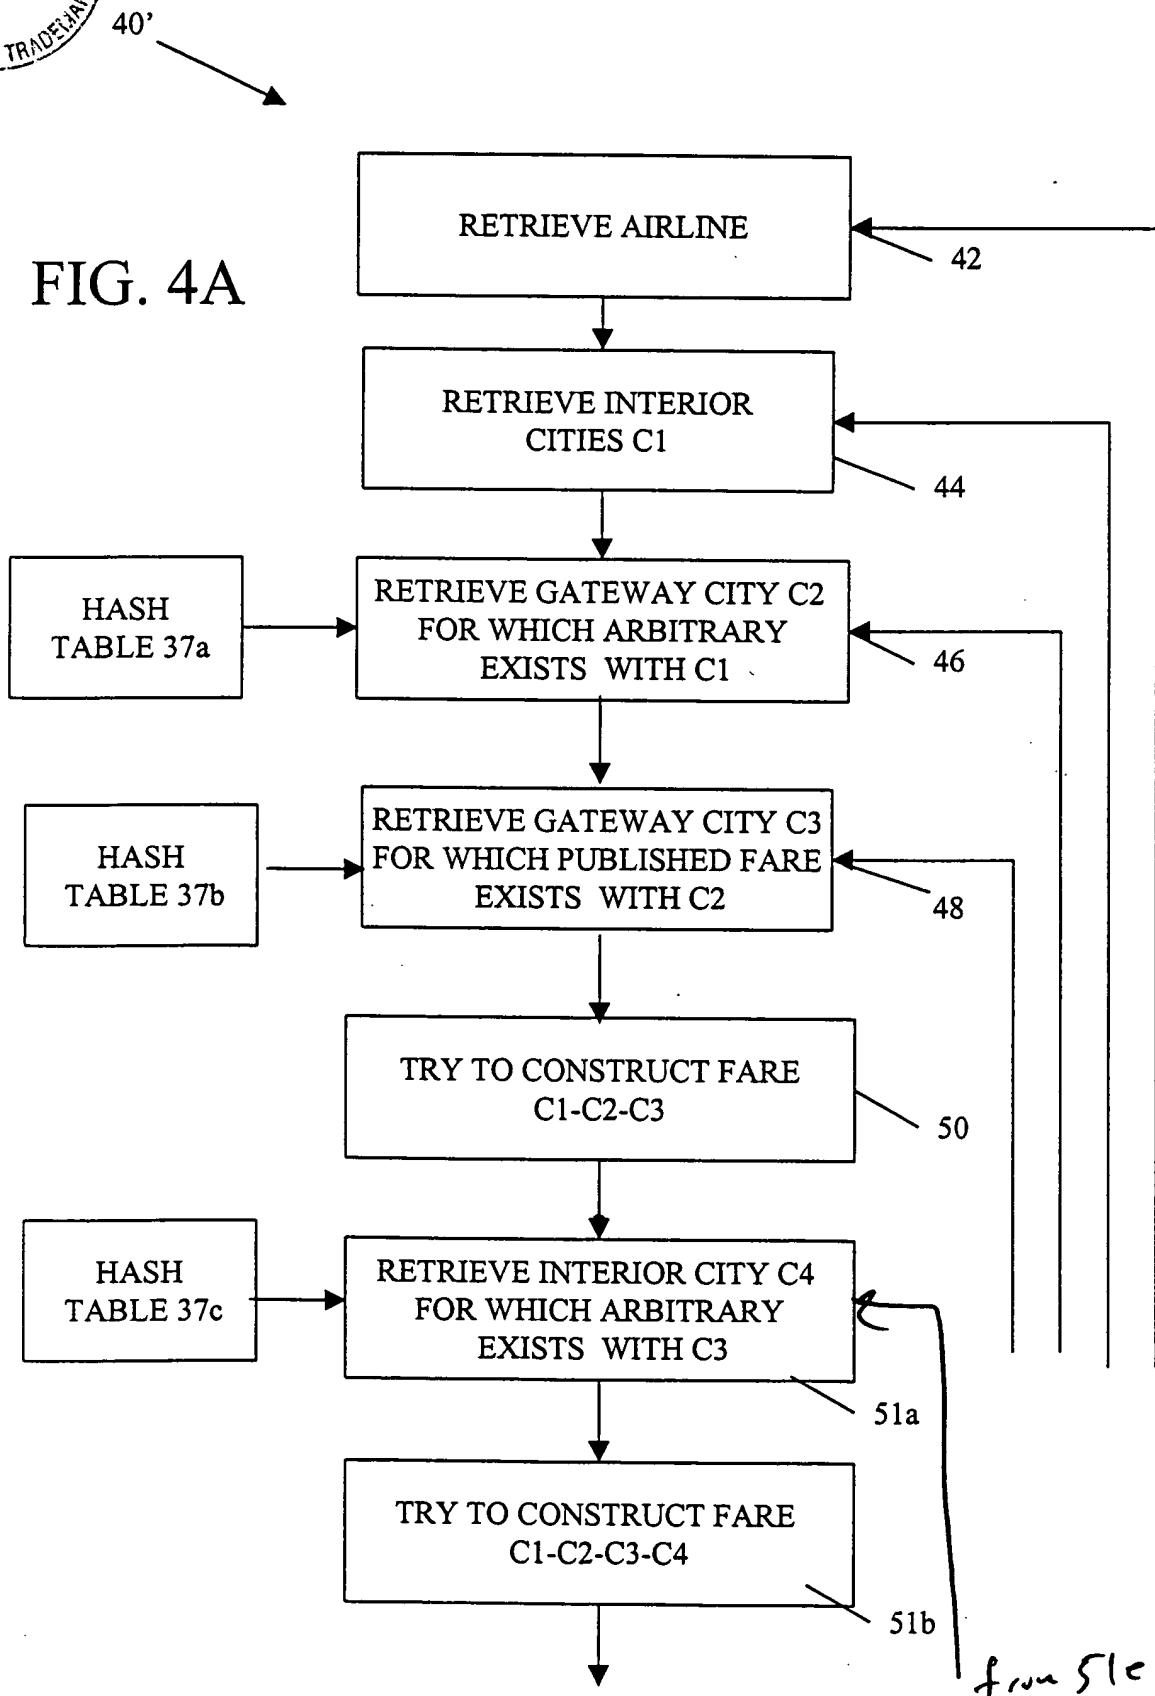 TRADEMA
40'
RETRIEVE AIRLINE
42
FIG. 4A
RETRIEVE INTERIOR
CITIES C1
44
HASH
TABLE 37a
RETRIEVE GATEWAY CITY C2
FOR WHICH ARBITRARY
EXISTS WITH C1
46
HASH
TABLE 37b
RETRIEVE GATEWAY CITY C3
FOR WHICH PUBLISHED FARE
EXISTS WITH C2
48
TRY TO CONSTRUCT FARE
C1-C2-C3
50
HASH
TABLE 37c
RETRIEVE INTERIOR CITY C4
FOR WHICH ARBITRARY
EXISTS WITH C3
51a
TRY TO CONSTRUCT FARE
C1-C2-C3-C4
51b
from 51e